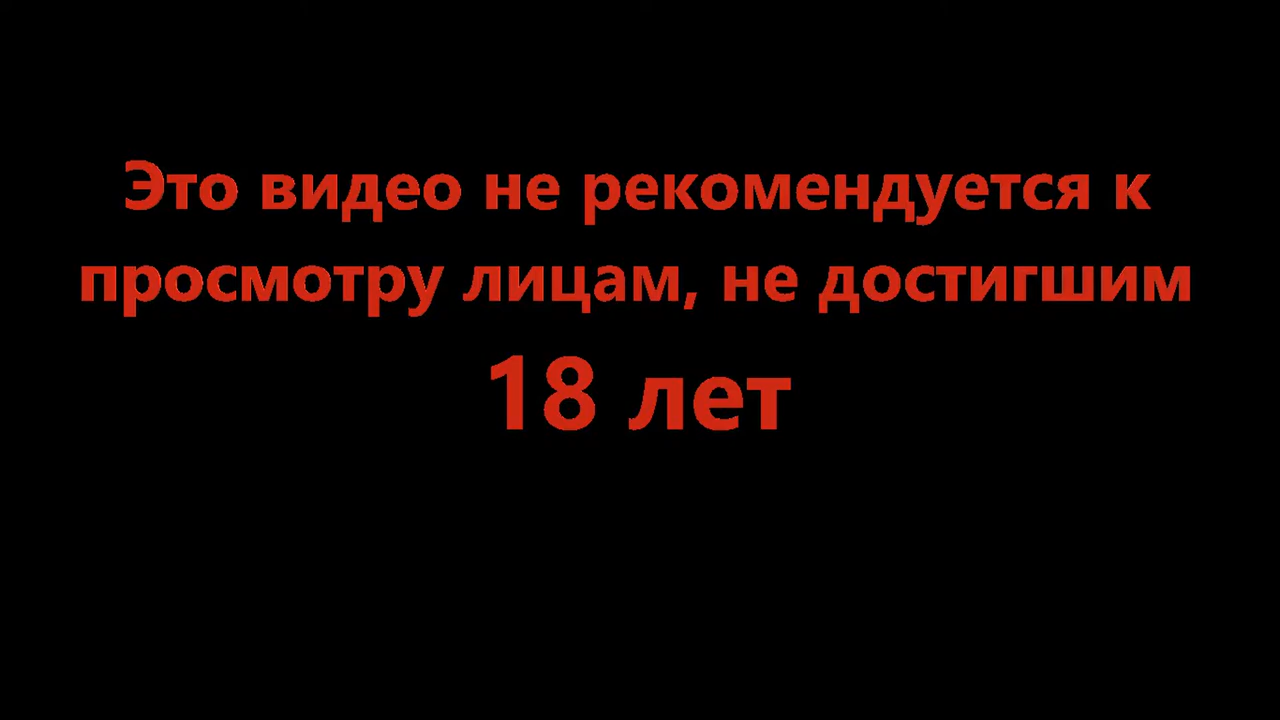 Это видео не рекомендуется к
просмотру лицам, не достигшим
18 лет